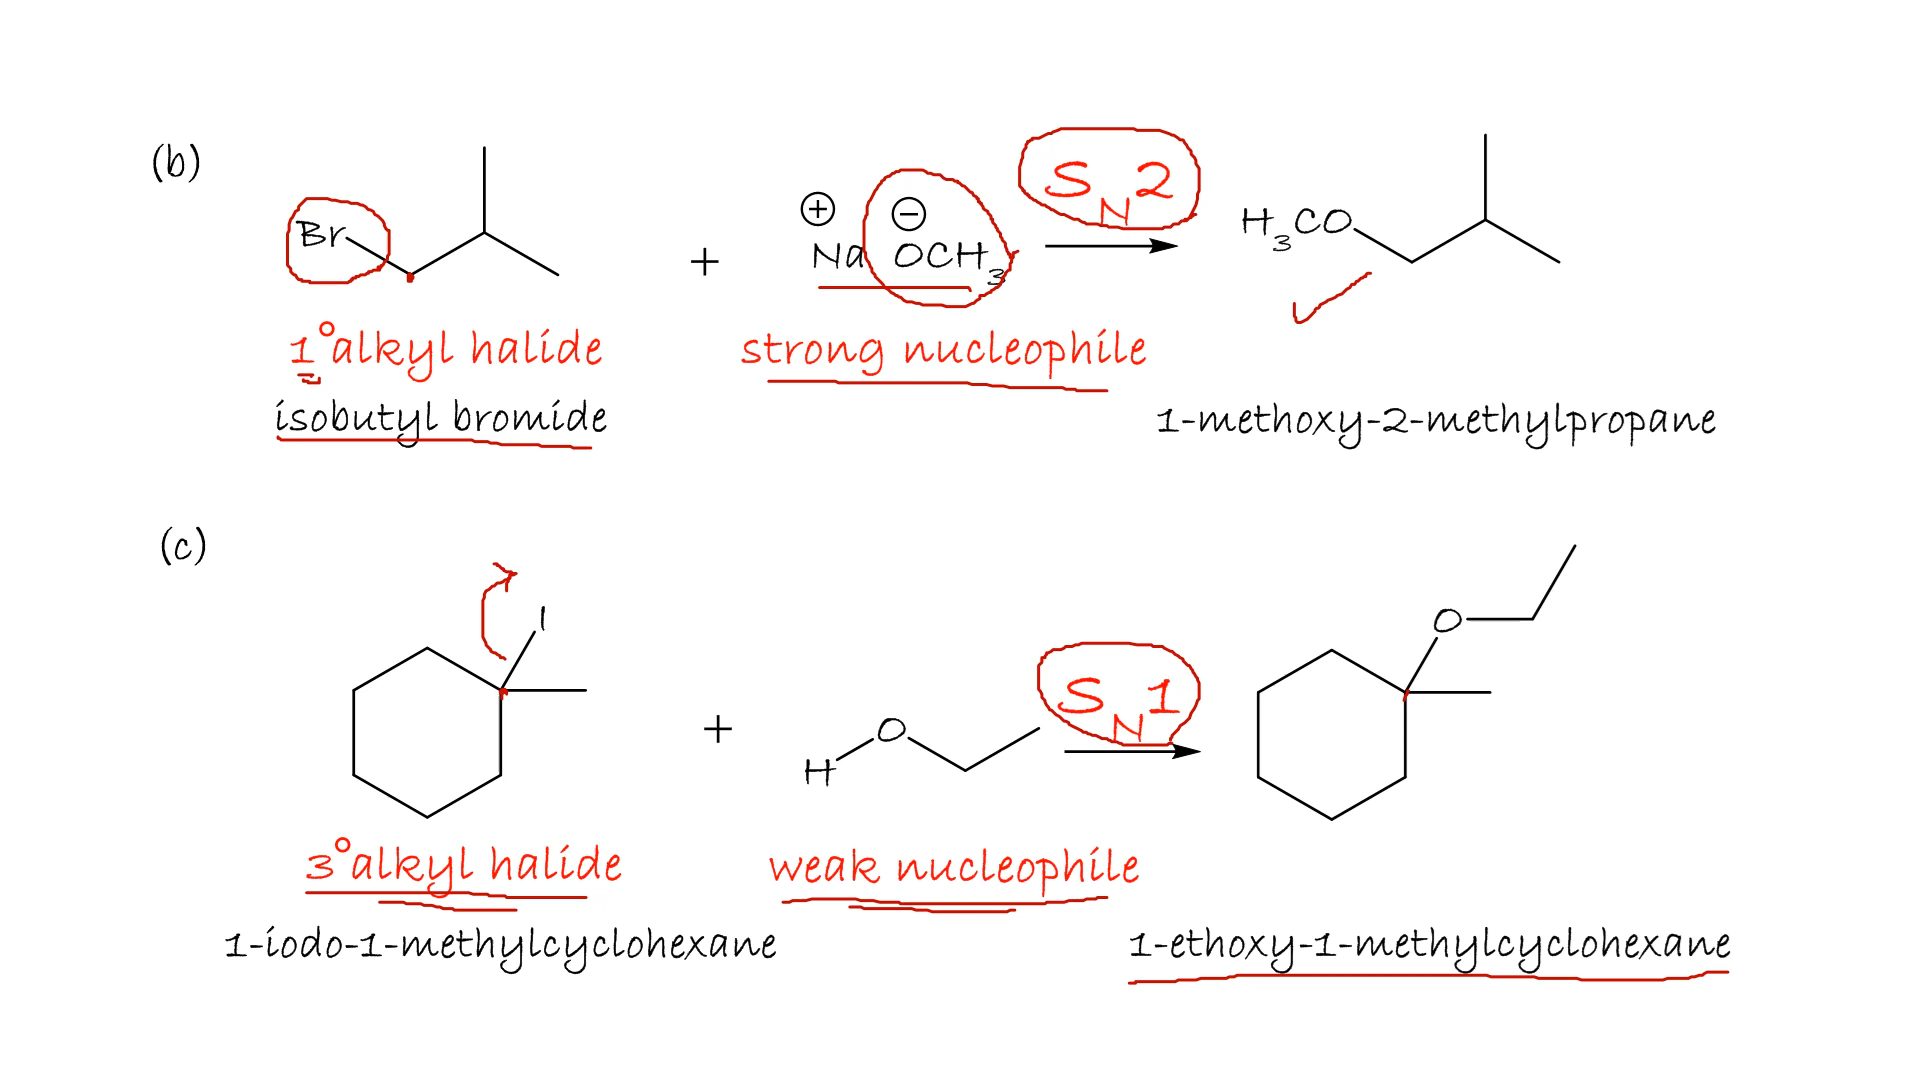 (b)
Br
+
⊕ ⊖
Na OCH3
SN2
H3CO
1°alkyl halide
strong nucleophile
isobutyl bromide
1-methoxy-2-methylpropane
(c)
I
+
H
O
SN1
O
3°alkyl halide
weak nucleophile
1-iodo-1-methylcyclohexane
1-ethoxy-1-methylcyclohexane